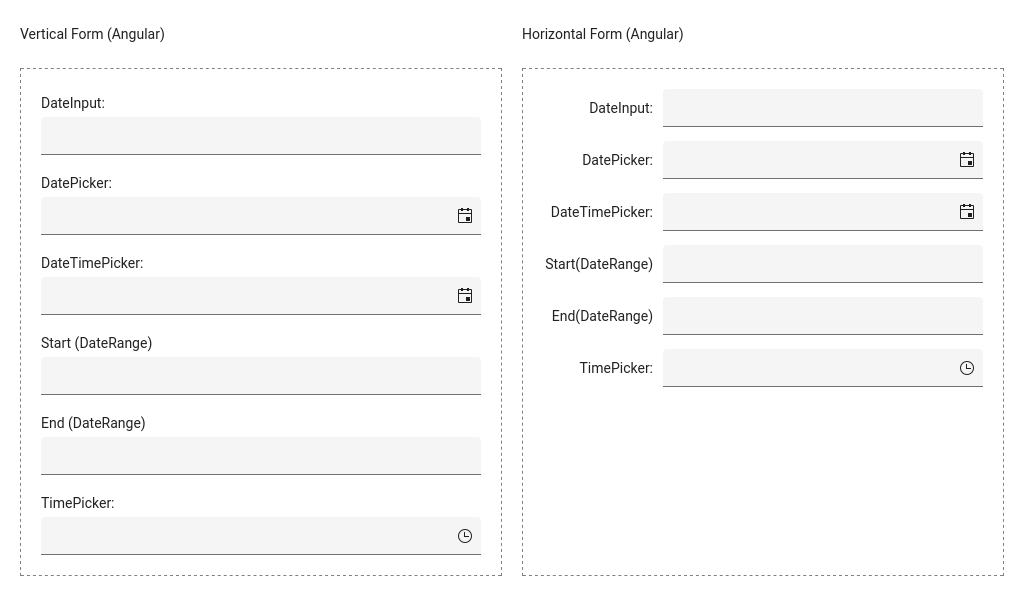 Vertical Form (Angular)
DateInput:
DatePicker:
DateTimePicker:
Start (DateRange)
End (DateRange)
TimePicker:
Horizontal Form (Angular)
DateInput:
DatePicker:
DateTimePicker:
Start(DateRange)
End(DateRange)
TimePicker: